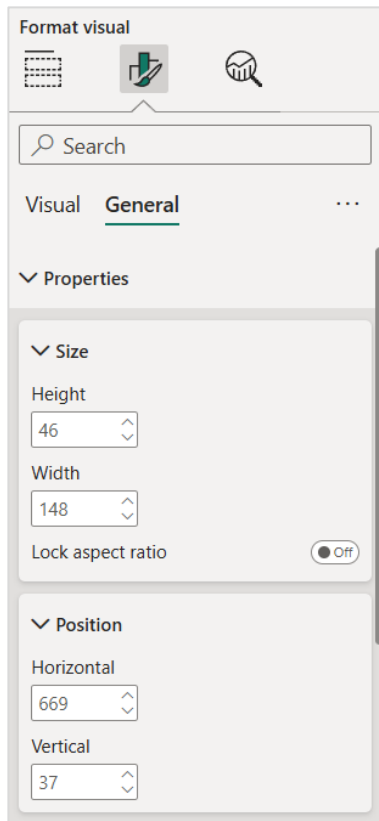 Format visual
Search
Visual General ...
Properties
Size
Height
46
Width
148
Lock aspect ratio Off
Position
Horizontal
669
Vertical
37